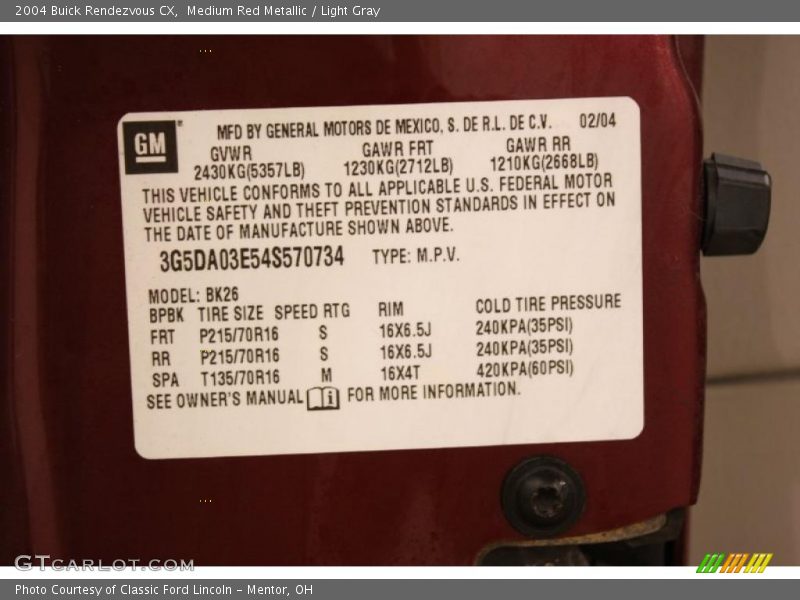 2004 Buick Rendezvous CX,  Medium Red Metallic / Light Gray
GM
MFD BY GENERAL MOTORS DE MEXICO, S. DE R.L. DE C.V. 02/04
GVWR GAWR FRT GAWR RR
2430KG(5357LB) 1230KG(2712LB) 1210KG(2668LB)
THIS VEHICLE CONFORMS TO ALL APPLICABLE U.S. FEDERAL MOTOR
VEHICLE SAFETY AND THEFT PREVENTION STANDARDS IN EFFECT ON
THE DATE OF MANUFACTURE SHOWN ABOVE.
3G5DA03E54S570734 TYPE: M.P.V.
MODEL: BK26
BPBK TIRE SIZE SPEED RTG RIM COLD TIRE PRESSURE
FRT P215/70R16 S 16X6.5J 240KPA(35PSI)
RR P215/70R16 S 16X6.5J 240KPA(35PSI)
SPA T135/70R16 M 16X4T 420KPA(60PSI)
SEE OWNER'S MANUAL i FOR MORE INFORMATION.
GTCARLOT.COM
Photo Courtesy of Classic Ford Lincoln - Mentor, OH